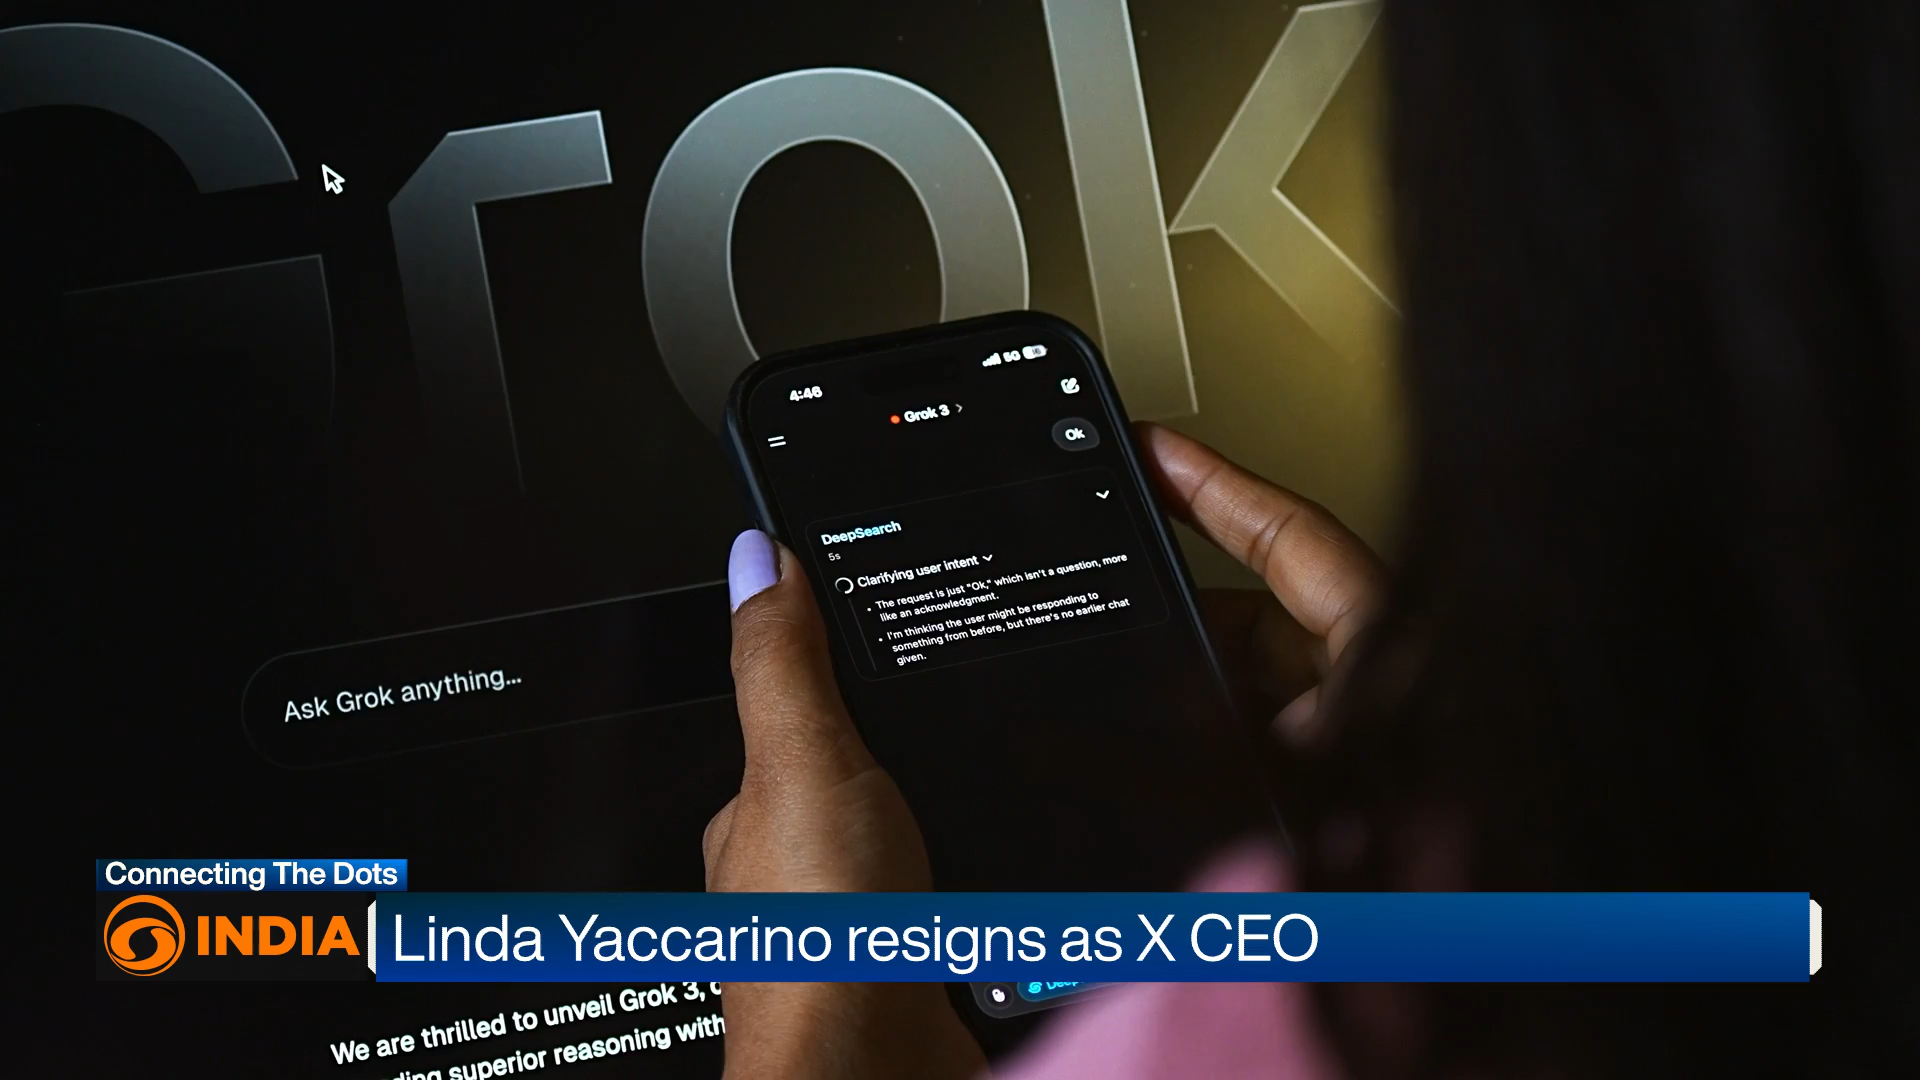 Grok
4:46
5G 16
Grok 3
Ok
DeepSearch
5s
Clarifying user intent
The request is just "Ok," which isn't a question, more
like an acknowledgment.
I'm thinking the user might be responding to
something from before, but there's no earlier chat
given.
Ask Grok anything...
Connecting The Dots
INDIA
Linda Yaccarino resigns as X CEO
We are thrilled to unveil Grok 3,
superior reasoning with